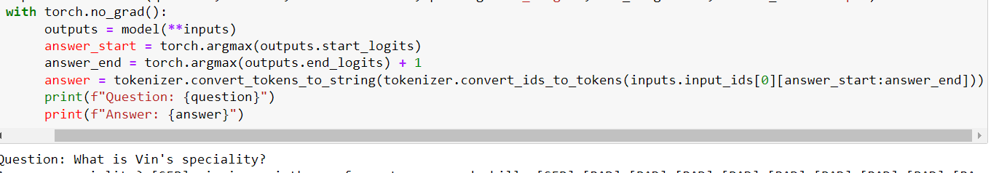 with torch.no_grad():
outputs = model(**inputs)
answer_start = torch.argmax(outputs.start_logits)
answer_end = torch.argmax(outputs.end_logits) + 1
answer = tokenizer.convert_tokens_to_string(tokenizer.convert_ids_to_tokens(inputs.input_ids[0][answer_start:answer_end]))
print(f"Question: {question}")
print(f"Answer: {answer}")
Question: What is Vin's speciality?